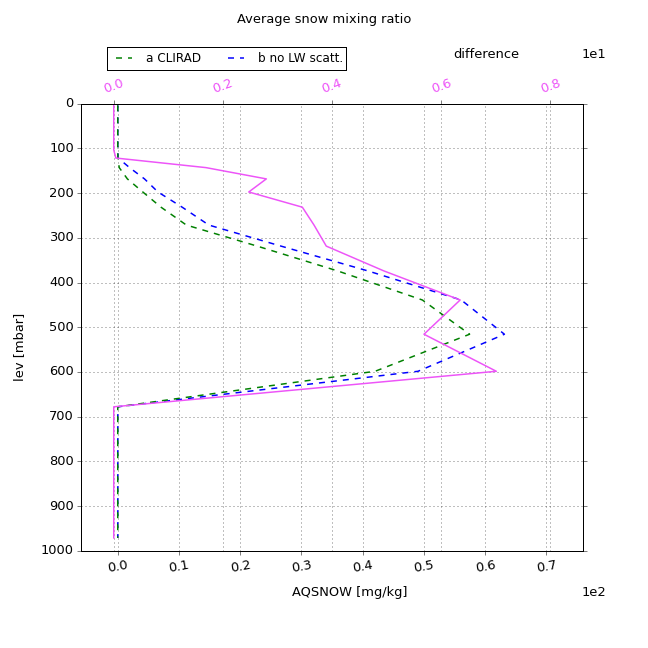 Average snow mixing ratio
a CLIRAD b no LW scatt.
difference 1e1
0.0 0.2 0.4 0.6 0.8
0
100
200
300
400
500
600
700
800
900
1000
lev [mbar]
0.0 0.1 0.2 0.3 0.4 0.5 0.6 0.7
AQSNOW [mg/kg] 1e2